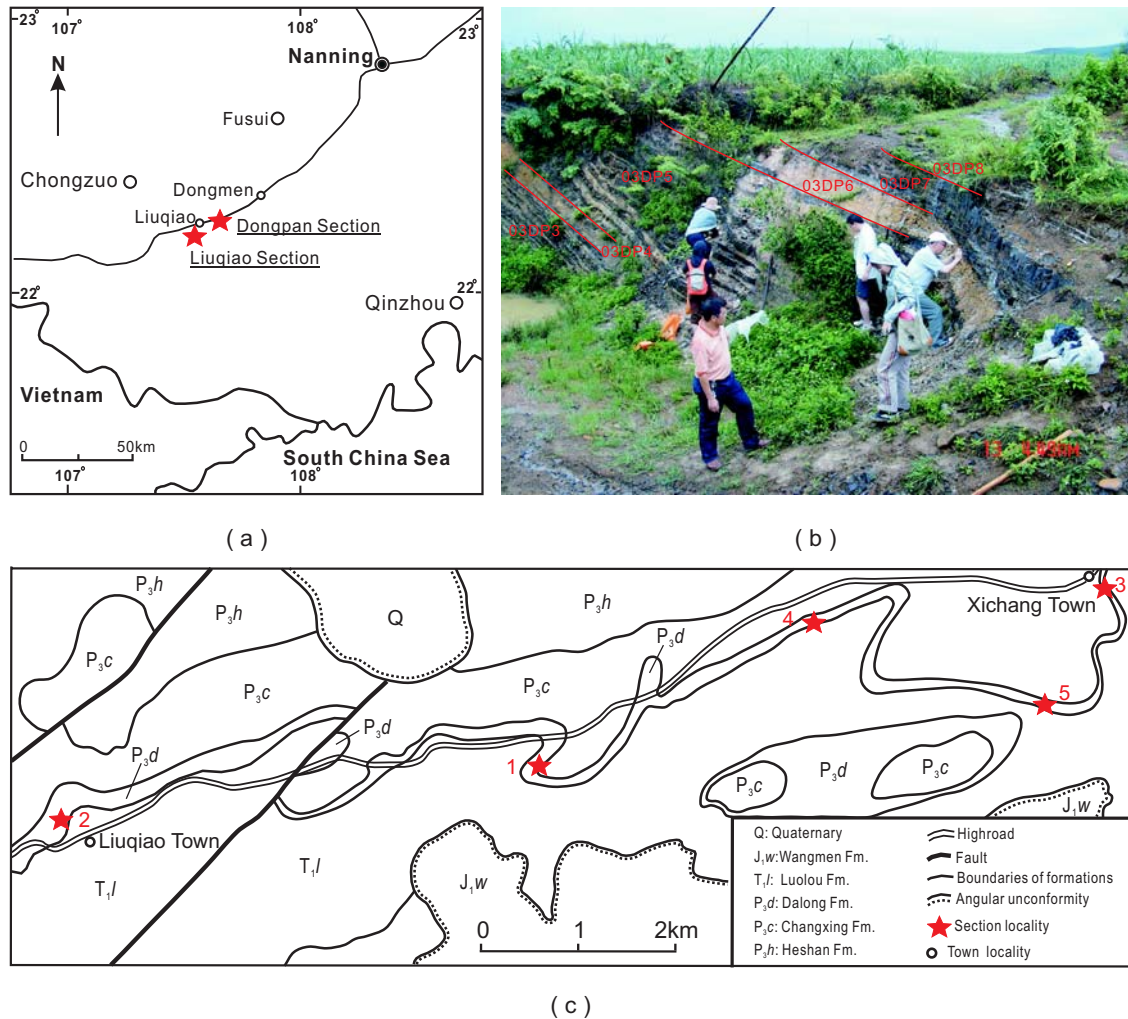 107°
108°
23°
23°
N
Nanning
Fusui
Chongzuo
Dongmen
Liuqiao
Dongpan Section
Liuqiao Section
22°
22°
Qinzhou
Vietnam
0 50km
South China Sea
107°
108°
(a)
03DP3
03DP4
03DP5
03DP6
03DP7
03DP8
(b)
P₃h
P₃h
Q
P₃h
Xichang Town
3
P₃c
P₃c
P₃d
4
P₃c
5
P₃d
P₃d
1
P₃d
P₃c
P₃c
2
Liuqiao Town
J₁w
T₁l
T₁l
J₁w
0 1 2km
Q: Quaternary
J₁w:Wangmen Fm.
T₁l: Luolou Fm.
P₃d: Dalong Fm.
P₃c: Changxing Fm.
P₃h: Heshan Fm.
Highroad
Fault
Boundaries of formations
Angular unconformity
Section locality
Town locality
(c)